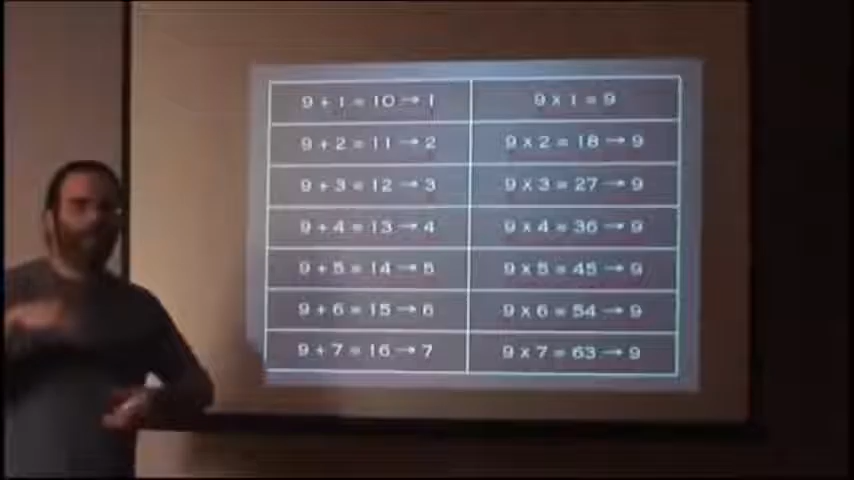 9 + 1 = 10 → 1 9 x 1 = 9
9 + 2 = 11 → 2 9 x 2 = 18 → 9
9 + 3 = 12 → 3 9 x 3 = 27 → 9
9 + 4 = 13 → 4 9 x 4 = 36 → 9
9 + 5 = 14 → 5 9 x 5 = 45 → 9
9 + 6 = 15 → 6 9 x 6 = 54 → 9
9 + 7 = 16 → 7 9 x 7 = 63 → 9